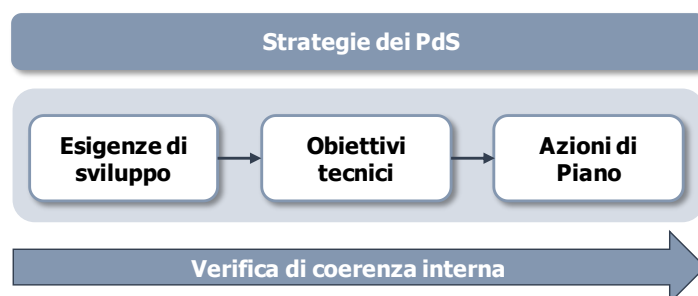 Strategie dei PdS
Esigenze di
sviluppo
Obiettivi
tecnici
Azioni di
Piano
Verifica di coerenza interna